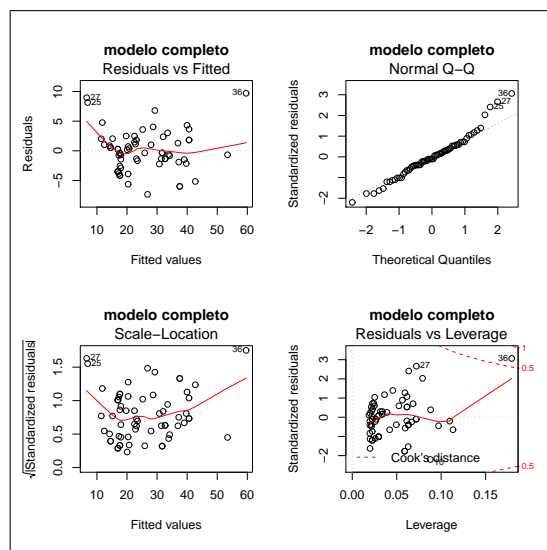 modelo completo
Residuals vs Fitted
Residuals
10
5
0
−5
27
25
36
10 20 30 40 50 60
Fitted values
modelo completo
Normal Q−Q
Standardized residuals
3
2
1
0
−2
36
27
25
−2 −1 0 1 2
Theoretical Quantiles
modelo completo
Scale−Location
√|Standardized residuals|
1.5
1.0
0.5
0.0
27
25
36
10 20 30 40 50 60
Fitted values
modelo completo
Residuals vs Leverage
Standardized residuals
3
2
1
0
−2
36
27
1
0.5
0.5
Cook's distance
0.00 0.05 0.10 0.15
Leverage